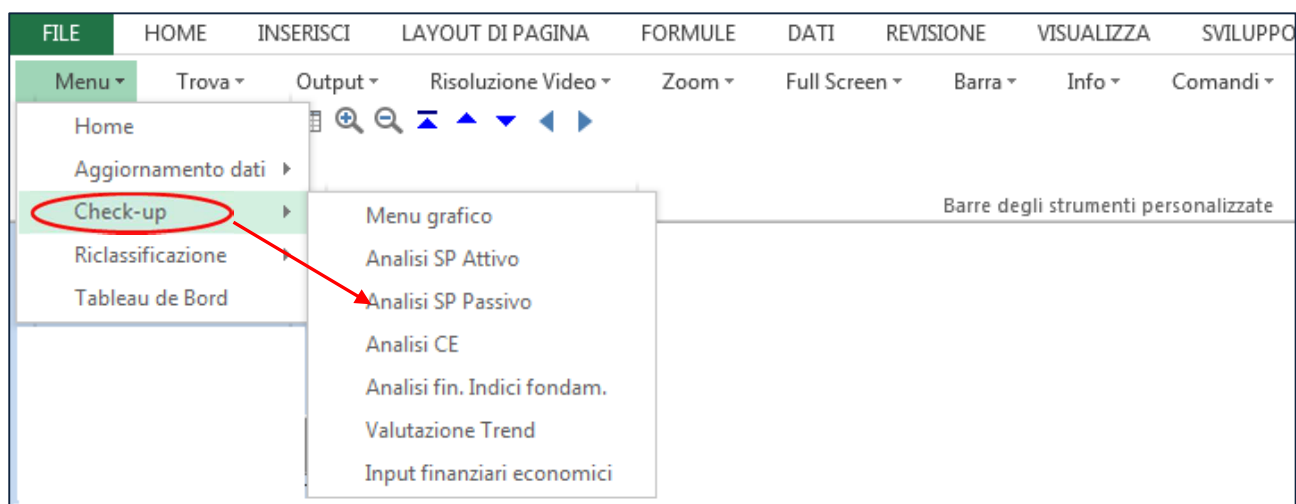 FILE HOME INSERISCI LAYOUT DI PAGINA FORMULE DATI REVISIONE VISUALIZZA SVILUPPO
Menu Trova Output Risoluzione Video Zoom Full Screen Barra Info Comandi
Home
Aggiornamento dati
Check-up
Riclassificazione
Tableau de Bord
Menu grafico
Analisi SP Attivo
Analisi SP Passivo
Analisi CE
Analisi fin. Indici fondam.
Valutazione Trend
Input finanziari economici
Barre degli strumenti personalizzate